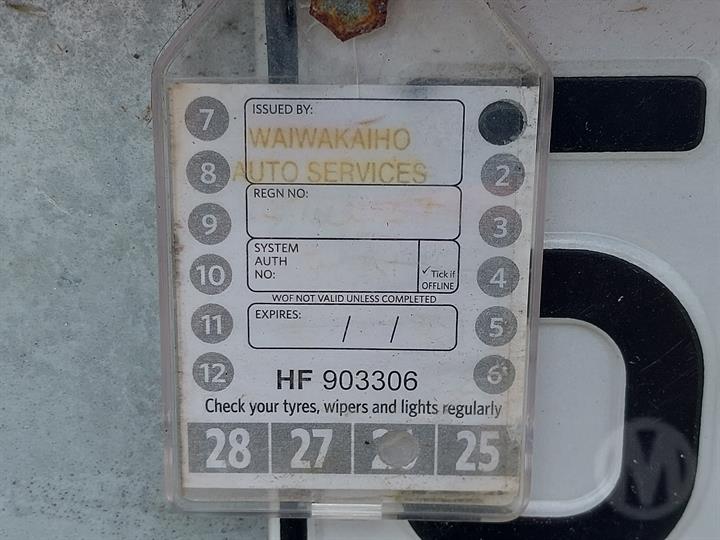 7
ISSUED BY:
WAIWAKAIHO
8
AUTO SERVICES
2
REGN NO:
9
3
SYSTEM
AUTH
NO:
✓ Tick if
OFFLINE
10
4
WOF NOT VALID UNLESS COMPLETED
11
EXPIRES: / /
5
12
HF 903306
6
Check your tyres, wipers and lights regularly
28 27 25
M